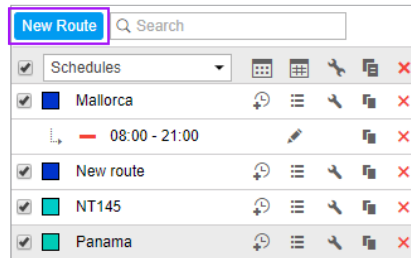 New Route Search
Schedules
Mallorca
08:00 - 21:00
New route
NT145
Panama